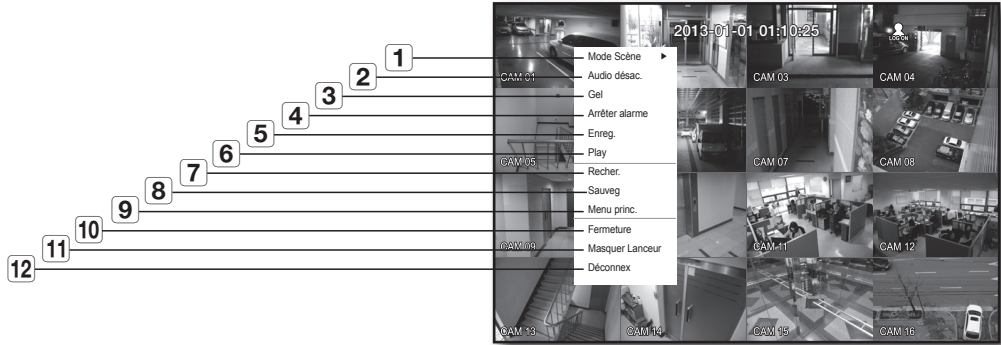 2013-01-01 01:10:25
LOG ON
CAM 01
CAM 03
CAM 04
1 Mode Scène ▶
2 Audio désac.
3 Gel
4 Arrêter alarme
5 Enreg.
6 Play
7 Recher.
8 Sauveg
9 Menu princ.
10 Fermeture
11 Masquer Lanceur
12 Déconnex
CAM 05
CAM 07
CAM 08
CAM 09
CAM 11
CAM 12
CAM 13
CAM 14
CAM 15
CAM 16